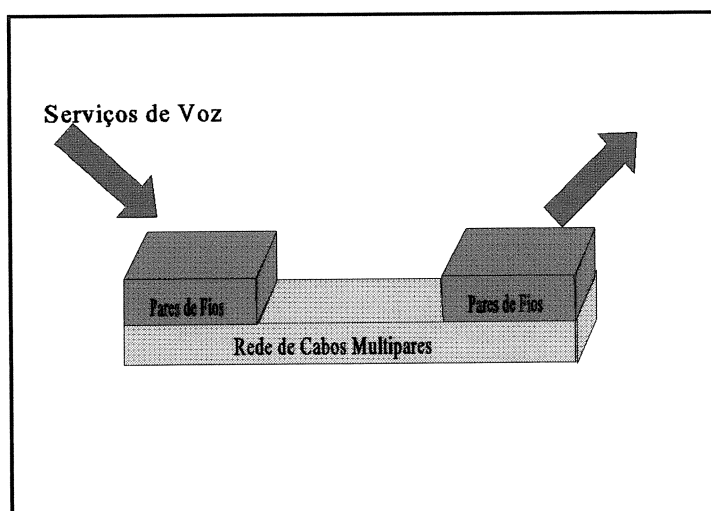 Serviços de Voz
Pares de Fios
Pares de Fios
Rede de Cabos Multipares